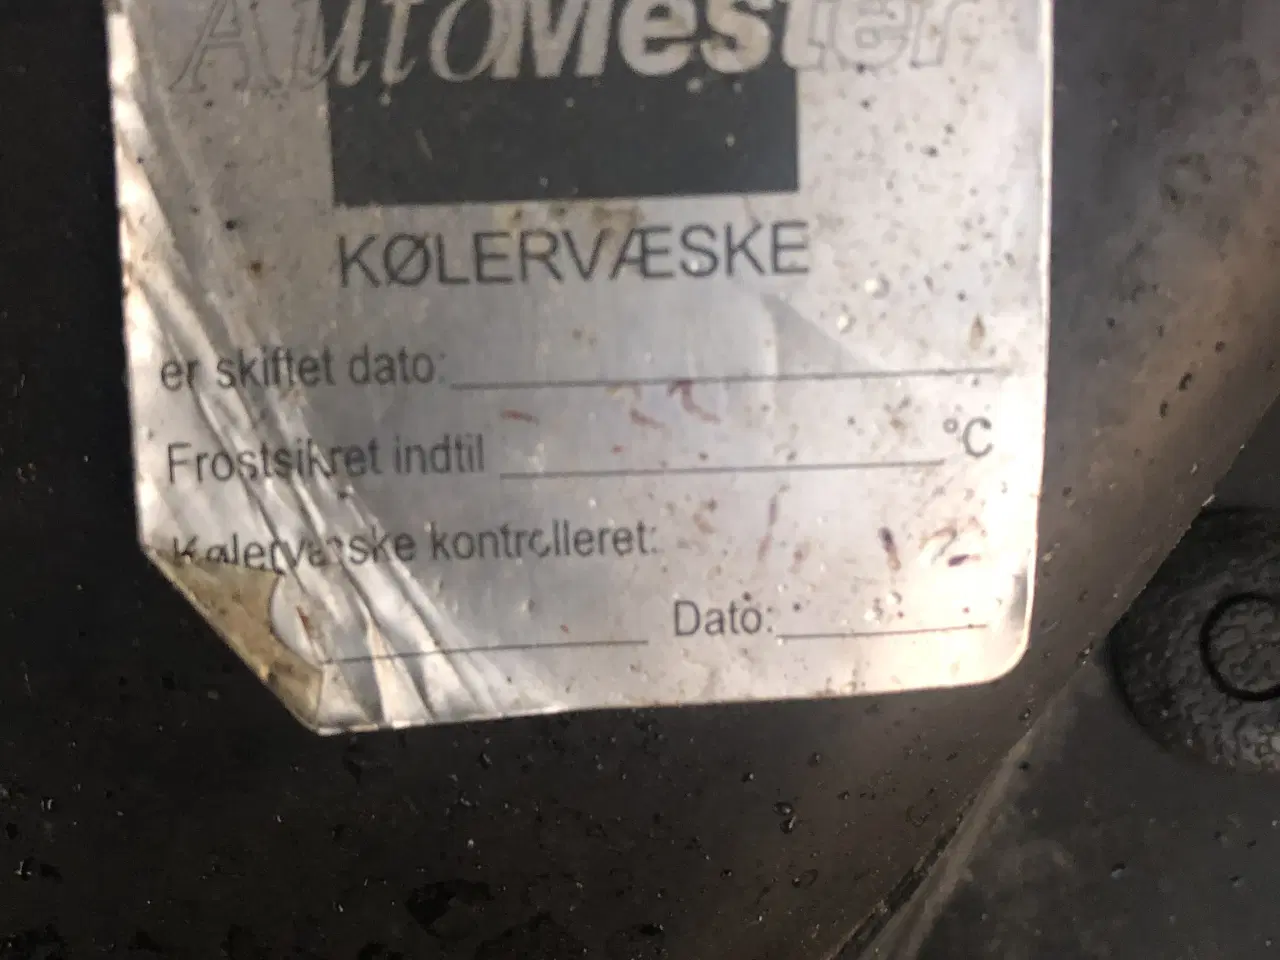 AutoMester
KØLERVÆSKE
er skiftet dato:
Frostsikret indtil °C
Kølervæske kontrolleret:
Dato: